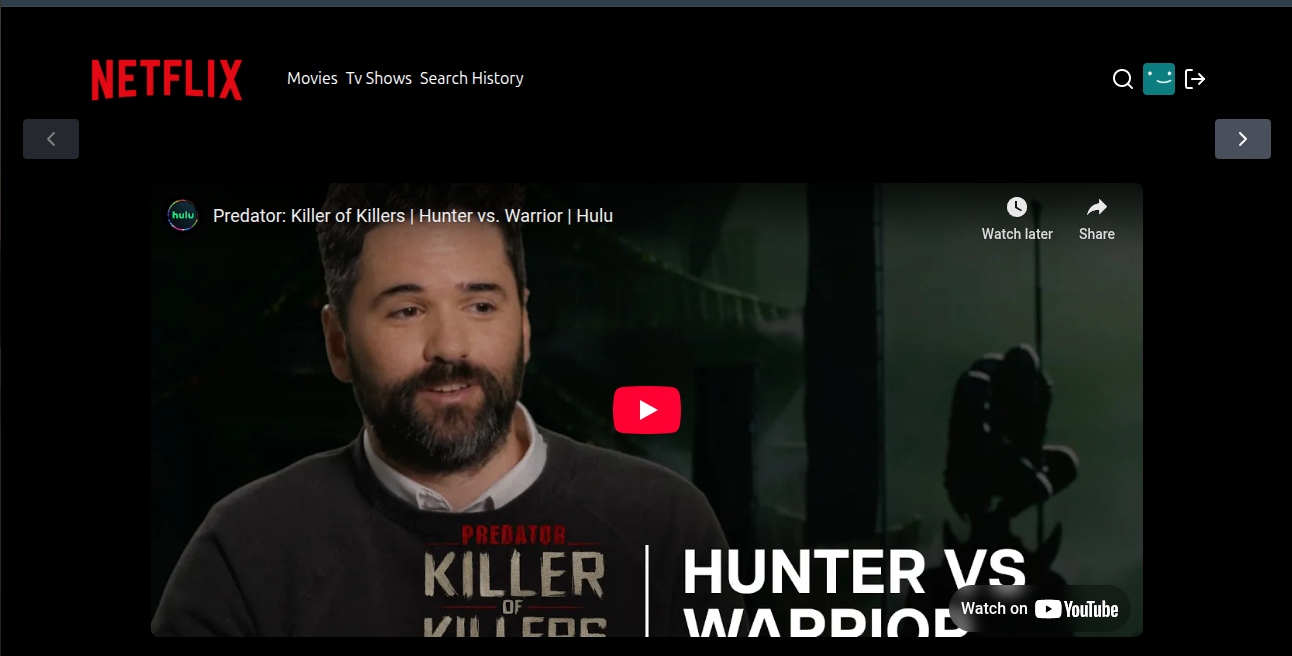 NETFLIX
Movies Tv Shows Search History
hulu
Predator: Killer of Killers | Hunter vs. Warrior | Hulu
Watch later
Share
PREDATOR
KILLER
OF
KILLERS
HUNTER VS
WARRIOR
Watch on YouTube